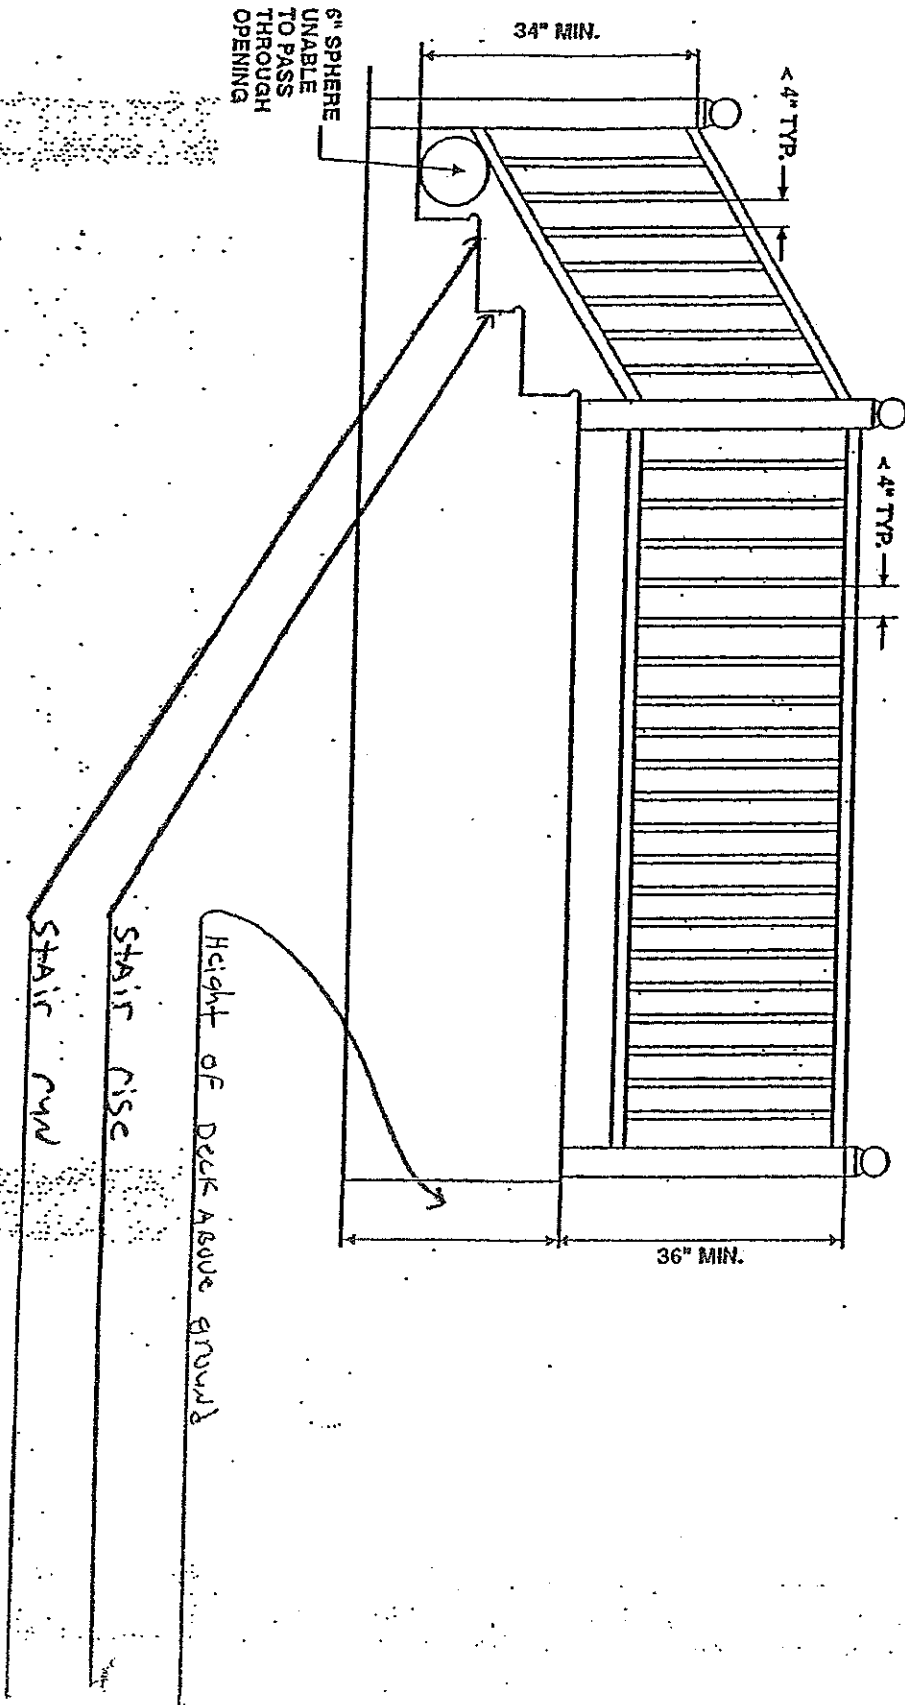 34" MIN.
< 4" TYP.
< 4" TYP.
6" SPHERE
UNABLE
TO PASS
THROUGH
OPENING
36" MIN.
Height of Deck Above ground
Stair rise
Stair run